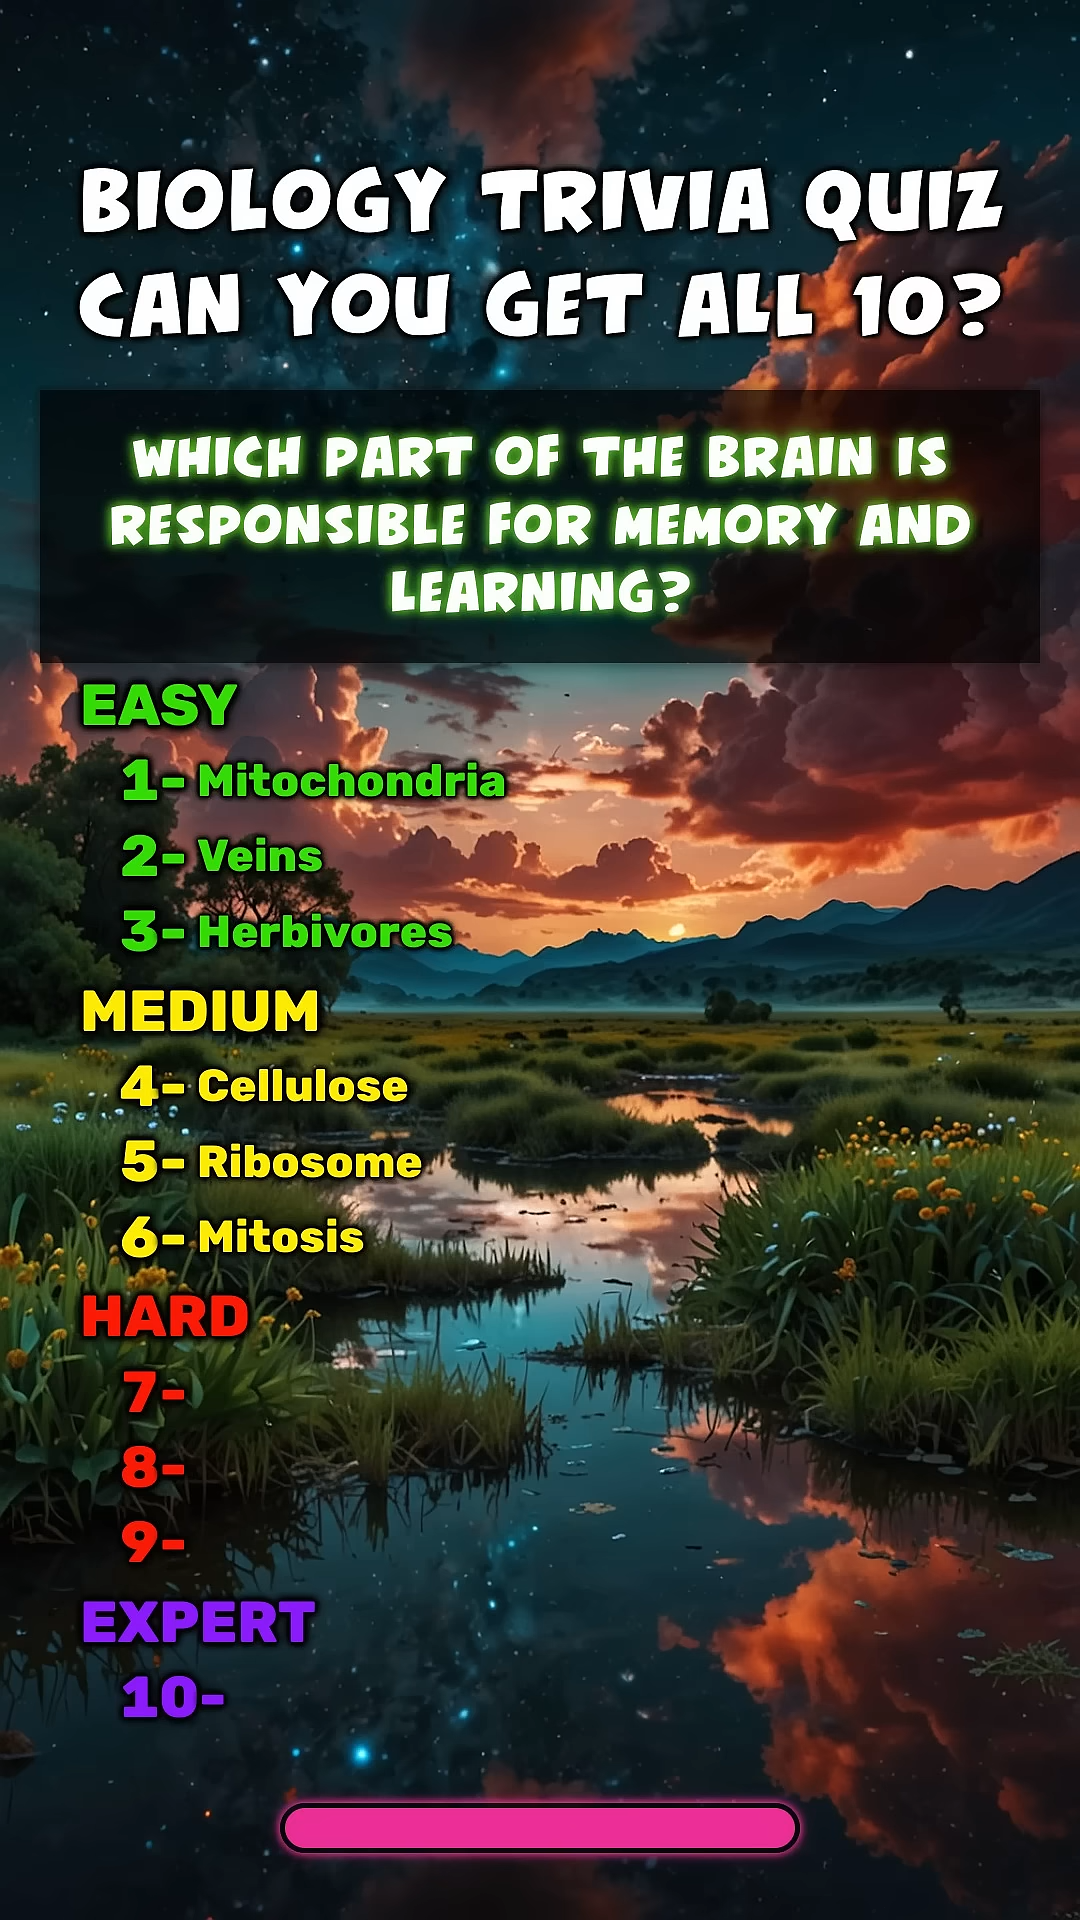 BIOLOGY TRIVIA QUIZ
CAN YOU GET ALL 10?
WHICH PART OF THE BRAIN IS
RESPONSIBLE FOR MEMORY AND
LEARNING?
EASY
1- Mitochondria
2- Veins
3- Herbivores
MEDIUM
4- Cellulose
5- Ribosome
6- Mitosis
HARD
7-
8-
9-
EXPERT
10-